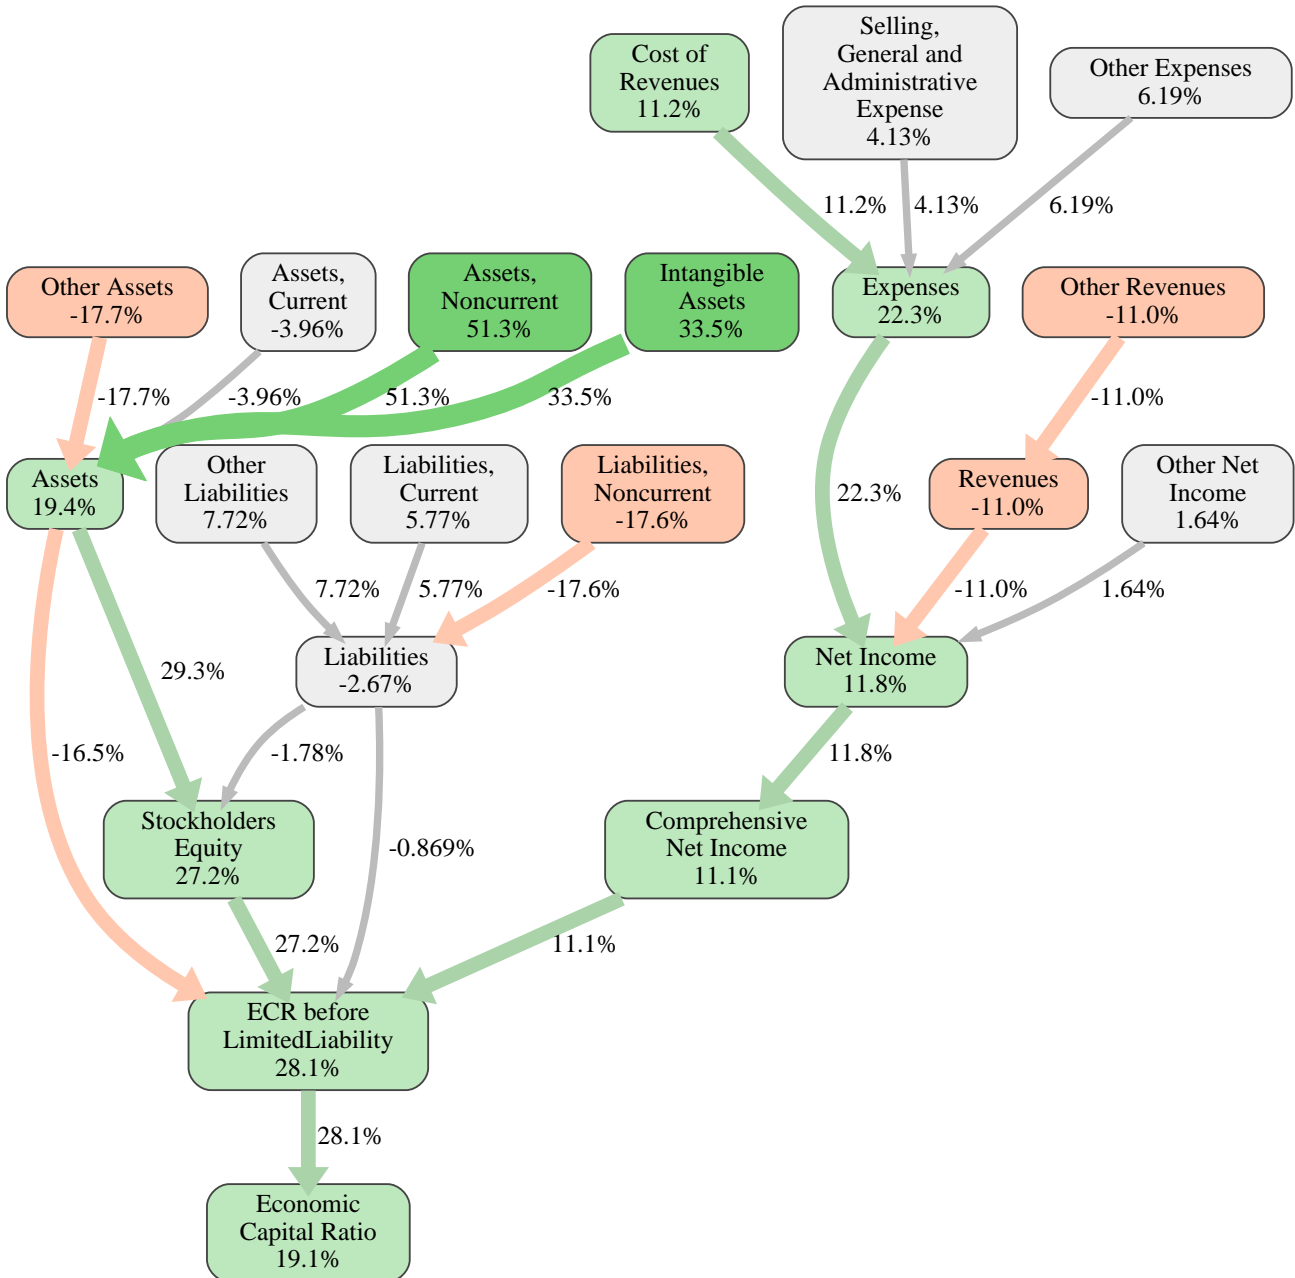 Cost of
Revenues
11.2%
Selling,
General and
Administrative
Expense
4.13%
Other Expenses
6.19%
11.2%
4.13%
6.19%
Other Assets
-17.7%
Assets,
Current
-3.96%
Assets,
Noncurrent
51.3%
Intangible
Assets
33.5%
Expenses
22.3%
Other Revenues
-11.0%
-17.7%
-3.96%
51.3%
33.5%
-11.0%
Assets
19.4%
Other
Liabilities
7.72%
Liabilities,
Current
5.77%
Liabilities,
Noncurrent
-17.6%
22.3%
Revenues
-11.0%
Other Net
Income
1.64%
7.72%
5.77%
-17.6%
-11.0%
1.64%
29.3%
Liabilities
-2.67%
Net Income
11.8%
-16.5%
-1.78%
11.8%
Stockholders
Equity
27.2%
-0.869%
Comprehensive
Net Income
11.1%
27.2%
11.1%
ECR before
LimitedLiability
28.1%
28.1%
Economic
Capital Ratio
19.1%